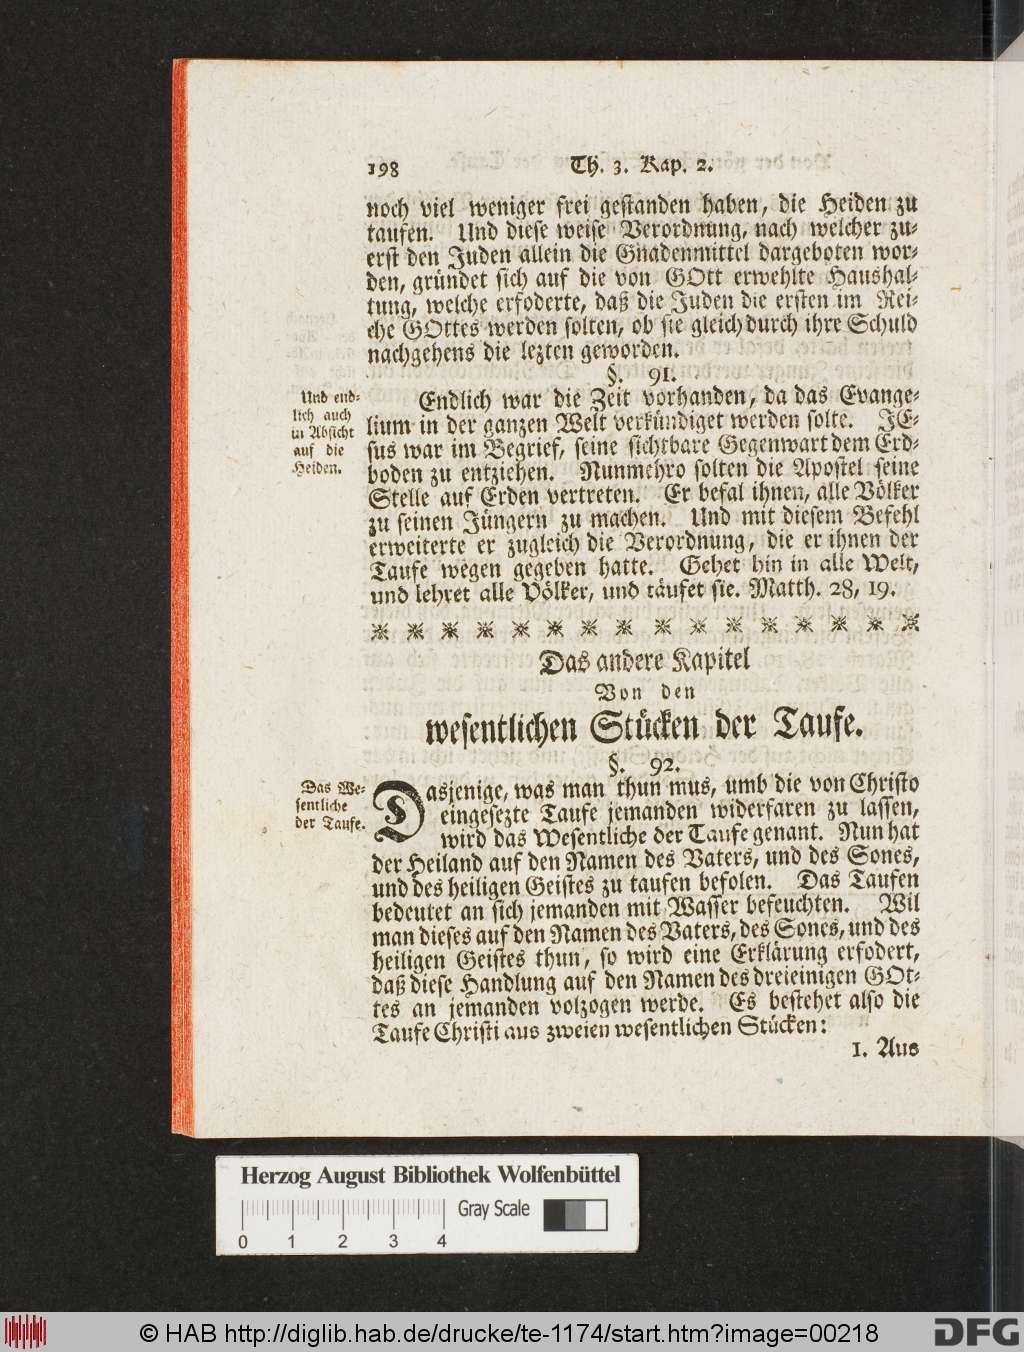 198 Th. 3. Kap. 2.
noch viel weniger frei gestanden haben, die Heiden zu
taufen. Und diese weise Verordnung, nach welcher zu-
erst den Juden allein die Gnadenmittel dargeboten wor-
den, gründet sich auf die von GOtt erwehlte Haushal-
tung, welche erfoderte, daß die Juden die ersten im Rei-
che GOttes werden solten, ob sie gleich durch ihre Schuld
nachgehens die lezten geworden.
§. 91.
Und end-
lich auch
in Absicht
auf die
Heiden.
Endlich war die Zeit vorhanden, da das Evange-
lium in der ganzen Welt verkündiget werden solte. JE-
sus war im Begrief, seine sichtbare Gegenwart dem Erd-
boden zu entziehen. Nunmehro solten die Apostel seine
Stelle auf Erden vertreten. Er befal ihnen, alle Völker
zu seinen Jüngern zu machen. Und mit diesem Befehl
erweiterte er zugleich die Verordnung, die er ihnen der
Taufe wegen gegeben hatte. Gehet hin in alle Welt,
und lehret alle Völker, und täufet sie. Matth. 28, 19.
Das andere Kapitel
Von den
wesentlichen Stücken der Taufe.
§. 92.
Das We-
sentliche
der Taufe.
Dasjenige, was man thun mus, umb die von Christo
eingesezte Taufe jemanden widerfaren zu lassen,
wird das Wesentliche der Taufe genant. Nun hat
der Heiland auf den Namen des Vaters, und des Sones,
und des heiligen Geistes zu taufen befolen. Das Taufen
bedeutet an sich jemanden mit Wasser befeuchten. Wil
man dieses auf den Namen des Vaters, des Sones, und des
heiligen Geistes thun, so wird eine Erklärung erfodert,
daß diese Handlung auf den Namen des dreieinigen GOt-
tes an jemanden volzogen werde. Es bestehet also die
Taufe Christi aus zweien wesentlichen Stücken:
1. Aus
Herzog August Bibliothek Wolfenbüttel
Gray Scale
0 1 2 3 4
© HAB http://diglib.hab.de/drucke/te-1174/start.htm?image=00218
DFG